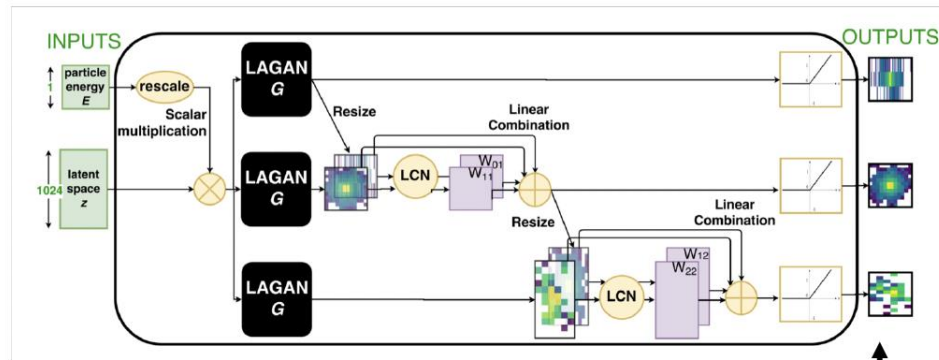 INPUTS
OUTPUTS
particle
energy
E
1
rescale
Scalar
multiplication
latent
space
z
1024
LAGAN
G
Resize
Linear
Combination
LAGAN
G
LCN
W01
W11
Resize
Linear
Combination
LAGAN
G
LCN
W12
W22